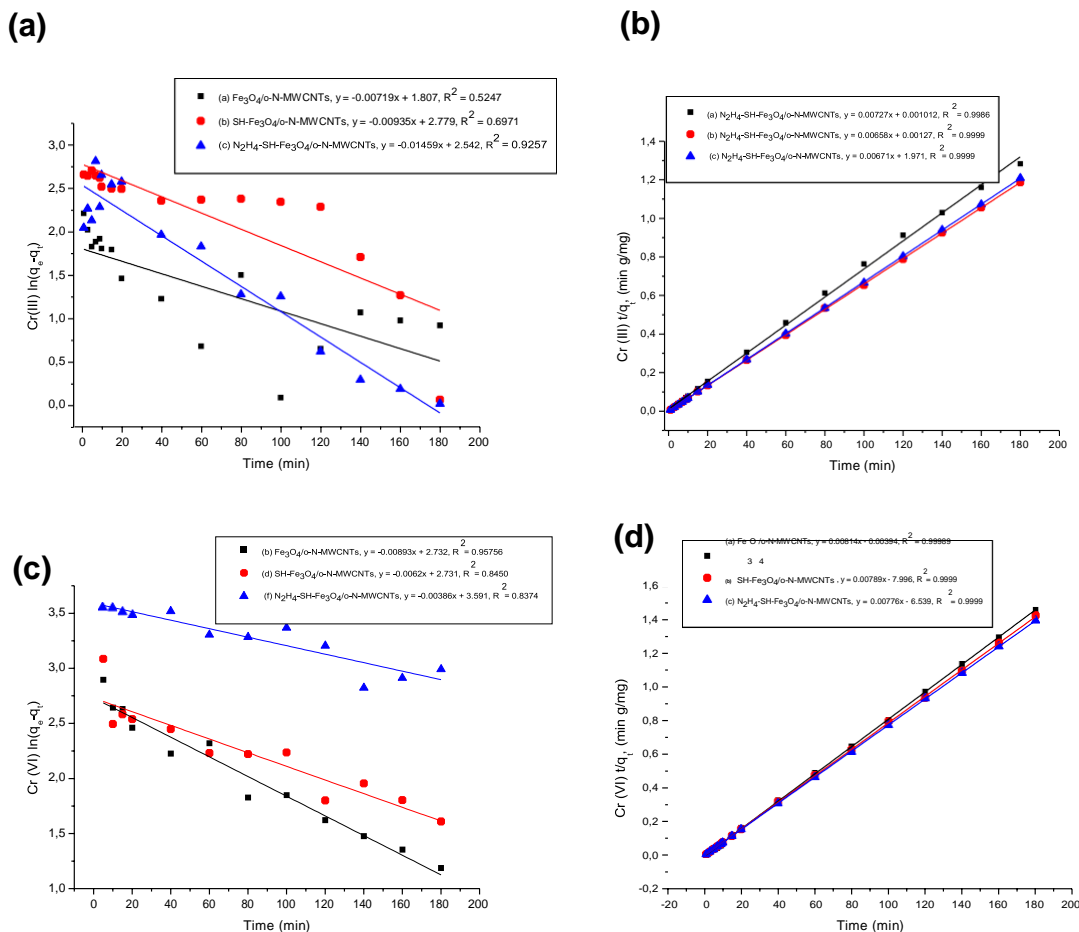 (a)
(a) Fe3O4/o-N-MWCNTs, y = -0.00719x + 1.807, R2 = 0.5247
(b) SH-Fe3O4/o-N-MWCNTs, y = -0.00935x + 2.779, R2 = 0.6971
(c) N2H4-SH-Fe3O4/o-N-MWCNTs, y = -0.01459x + 2.542, R2 = 0.9257
3,0
2,5
2,0
1,5
1,0
0,5
0,0
Cr(III) ln(qe-qt)
0 20 40 60 80 100 120 140 160 180 200
Time (min)
(b)
(a) N2H4-SH-Fe3O4/o-N-MWCNTs, y = 0.00727x + 0.001012, R2 = 0.9986
(b) N2H4-SH-Fe3O4/o-N-MWCNTs, y = 0.00658x + 0.00127, R2 = 0.9999
(c) N2H4-SH-Fe3O4/o-N-MWCNTs, y = 0.00671x + 1.971, R2 = 0.9999
1,4
1,2
1,0
0,8
0,6
0,4
0,2
0,0
Cr (III) t/qt (min g/mg)
0 20 40 60 80 100 120 140 160 180 200
Time (min)
(c)
(b) Fe3O4/o-N-MWCNTs, y = -0.00893x + 2.732, R2 = 0.95756
(d) SH-Fe3O4/o-N-MWCNTs, y = -0.0062x + 2.731, R2 = 0.8450
(f) N2H4-SH-Fe3O4/o-N-MWCNTs, y = -0.00386x + 3.591, R2 = 0.8374
3,5
3,0
2,5
2,0
1,5
1,0
Cr (VI) ln(qe-qt)
0 20 40 60 80 100 120 140 160 180 200
Time (min)
(d)
(a) Fe O /o-N-MWCNTs, y = 0.00814x - 0.00394, R2 = 0.99989
3 4
(b) SH-Fe3O4/o-N-MWCNTs , y = 0.00789x - 7.996, R2 = 0.9999
(c) N2H4-SH-Fe3O4/o-N-MWCNTs, y = 0.00776x - 6.539, R2 = 0.9999
1,6
1,4
1,2
1,0
0,8
0,6
0,4
0,2
0,0
-0,2
Cr (VI) t/qt (min g/mg)
0 20 40 60 80 100 120 140 160 180 200
Time (min)